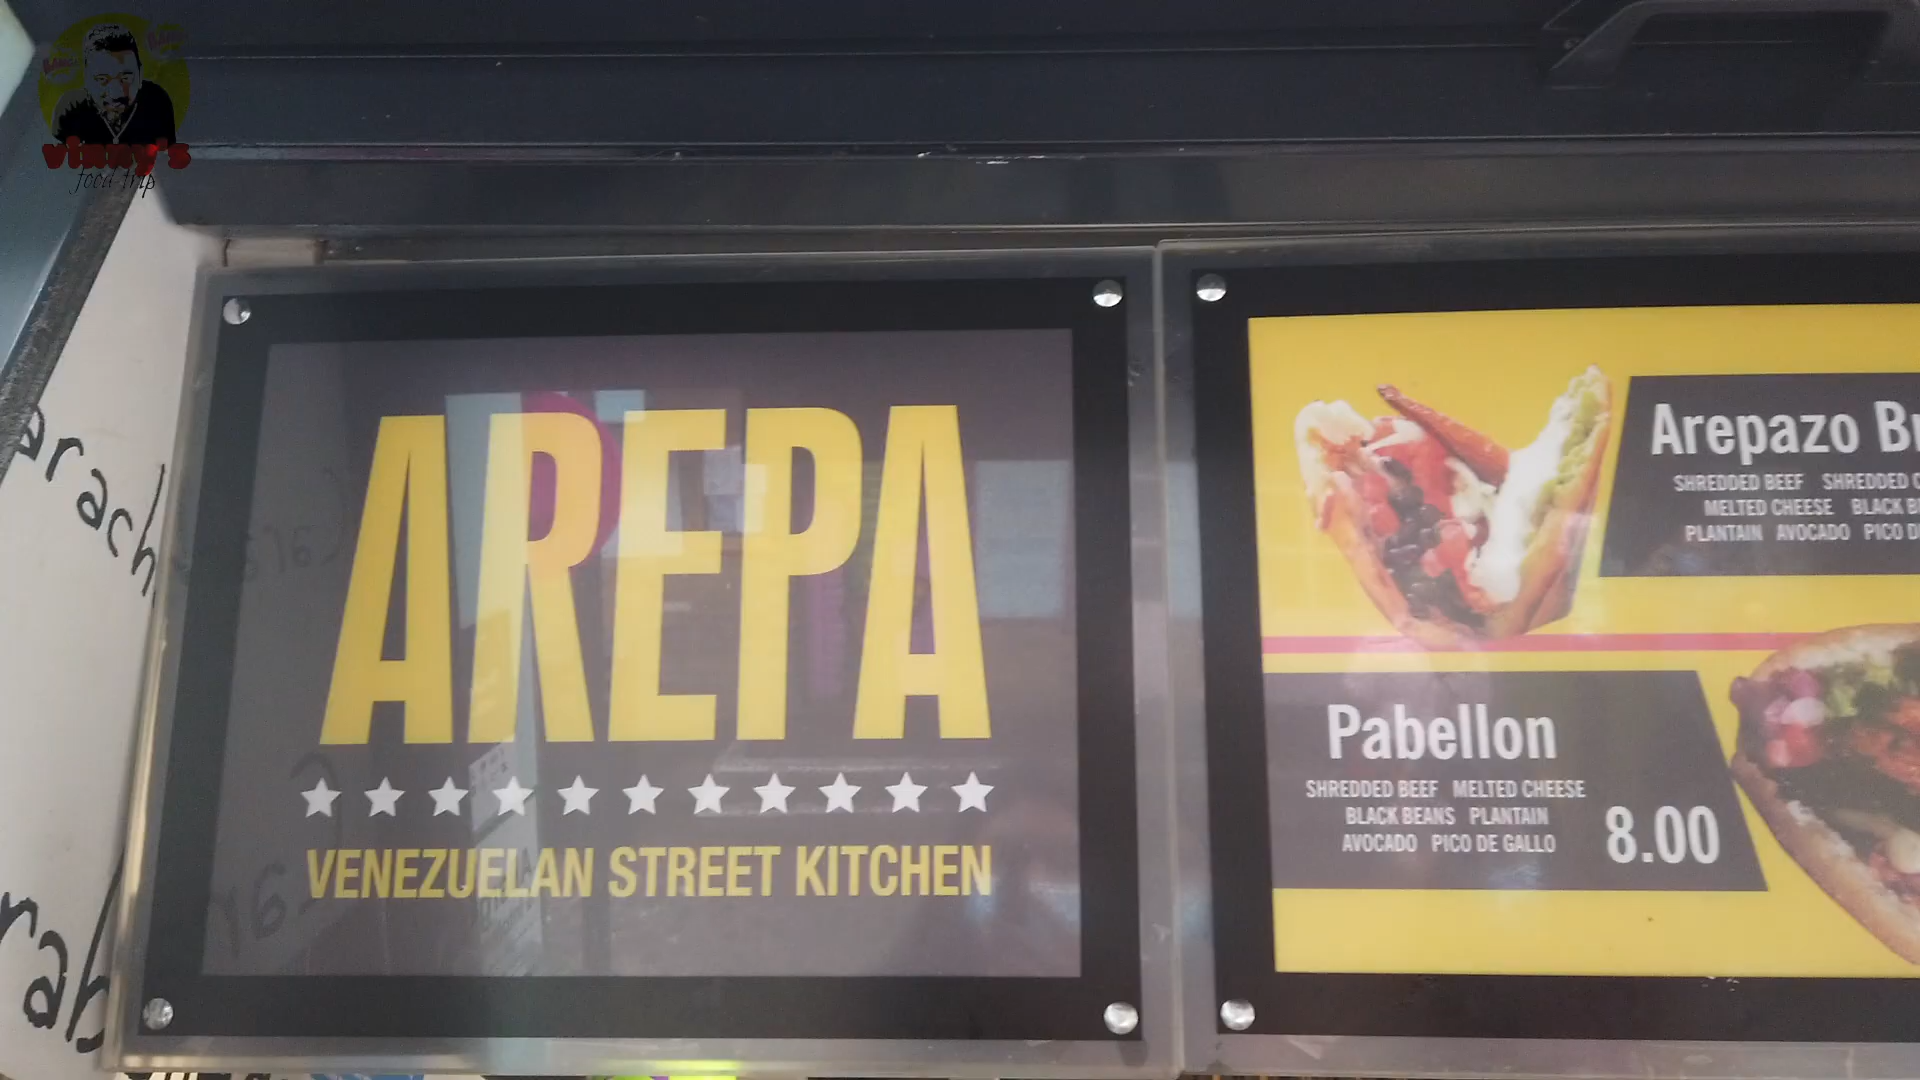 vinny's
food trip
AREPA
VENEZUELAN STREET KITCHEN
Arepazo
SHREDDED BEEF SHREDDED
MELTED CHEESE BLACK
PLANTAIN AVOCADO PICO
Pabellon
SHREDDED BEEF MELTED CHEESE
BLACK BEANS PLANTAIN
AVOCADO PICO DE GALLO
8.00